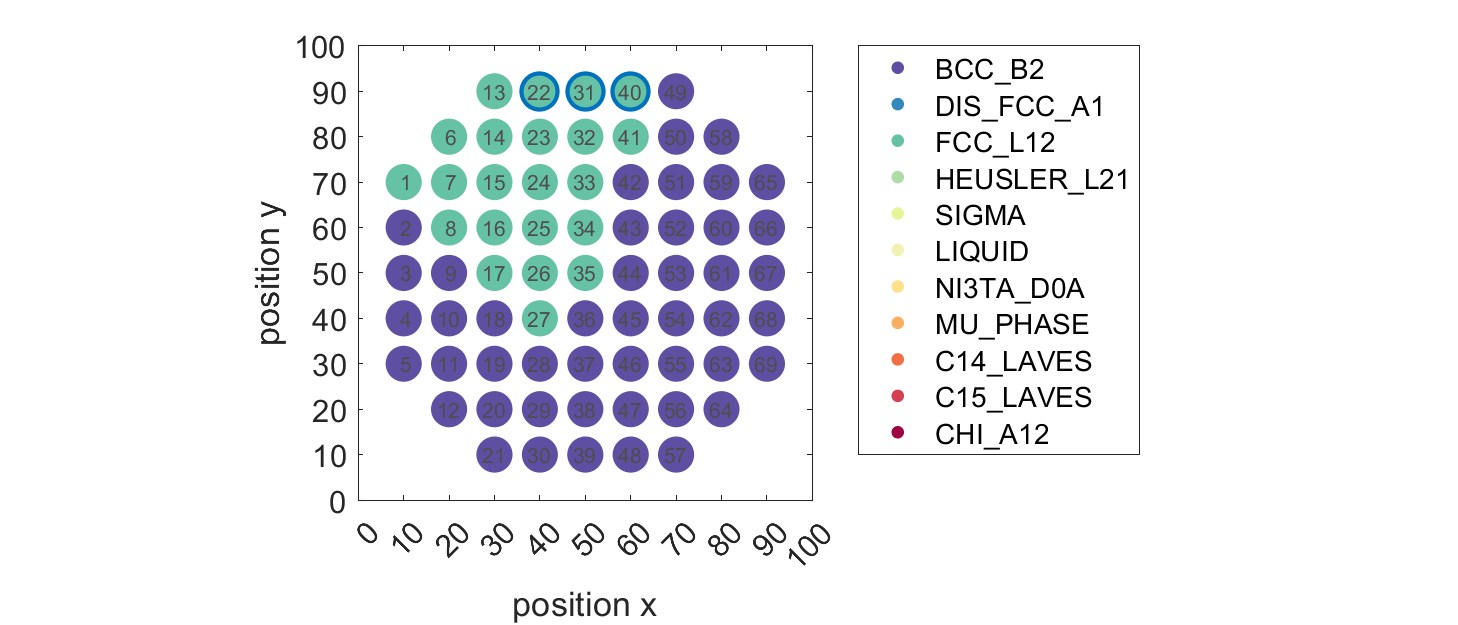 100
90
80
70
60
50
40
30
20
10
0
position y
13 22 31 40 49
6 14 23 32 41 50 58
1 7 15 24 33 42 51 59 65
2 8 16 25 34 43 52 60 66
3 9 17 26 35 44 53 61 67
4 10 18 27 36 45 54 62 68
5 11 19 28 37 46 55 63 69
12 20 29 38 47 56 64
21 30 39 48 57
0 10 20 30 40 50 60 70 80 90 100
position x
BCC_B2
DIS_FCC_A1
FCC_L12
HEUSLER_L21
SIGMA
LIQUID
NI3TA_D0A
MU_PHASE
C14_LAVES
C15_LAVES
CHI_A12